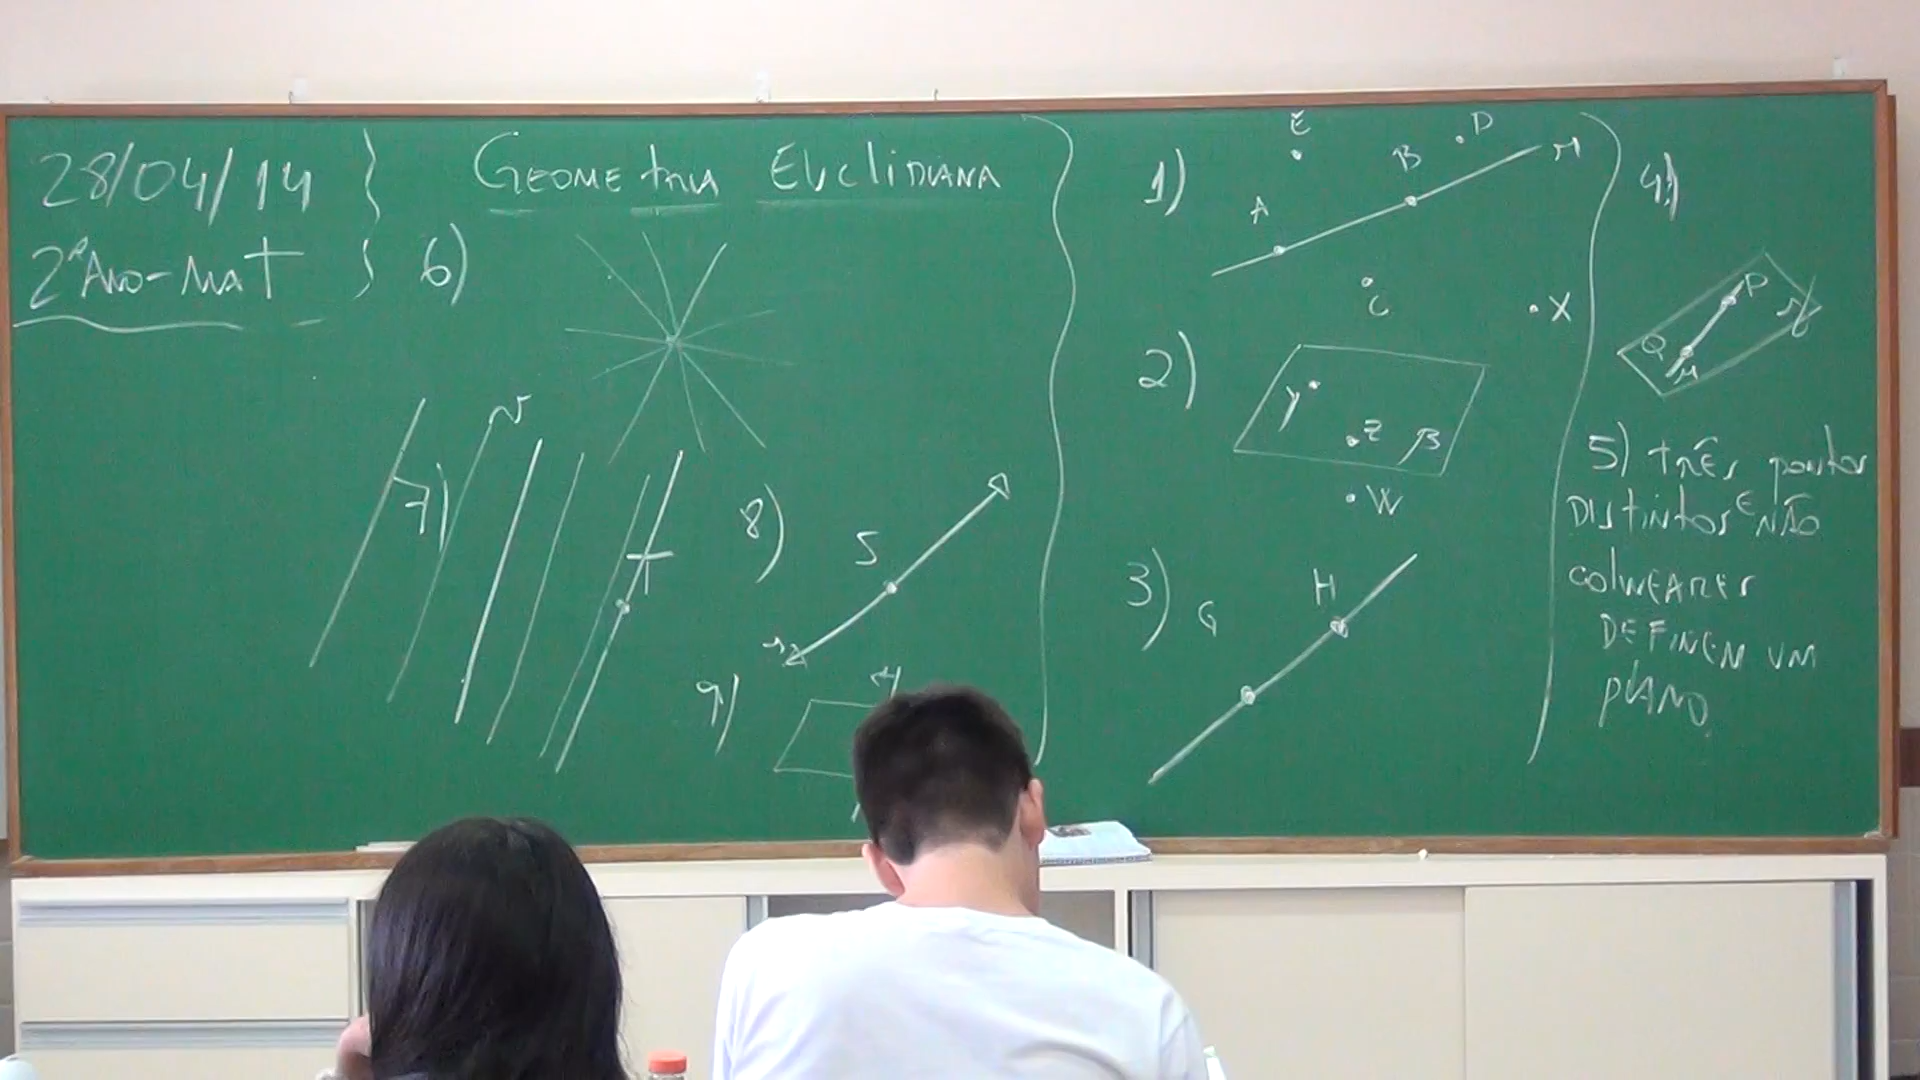 28/04/14
2º Ano - Mat
GEOMETRIA EUCLIDIANA
6)
7)
8)
S
9)
1)
E
D
B
A
C
X
2)
Y
Z β
W
3)
G
H
4)
P
Q
5) três pontos
DISTINTOS E NÃO
COLINEARES
DEFINEM UM
PLANO.